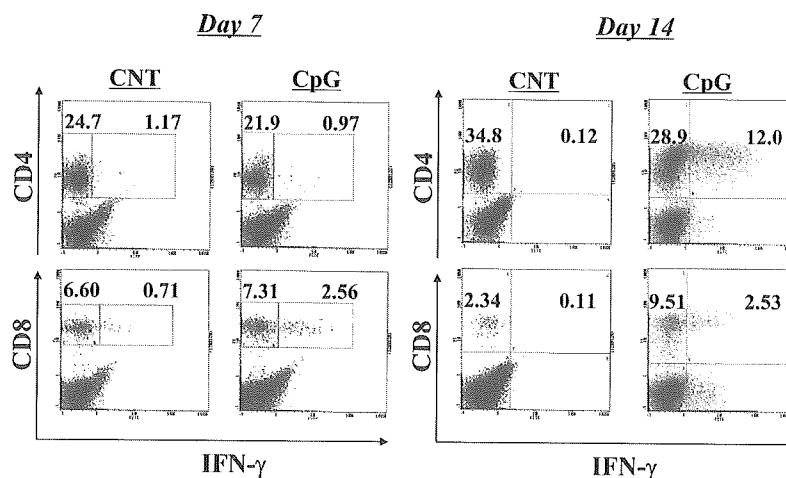 Day 7 Day 14
CNT CpG CNT CpG
CD4 24.7 1.17 21.9 0.97 CD4 34.8 0.12 28.9 12.0
CD8 6.60 0.71 7.31 2.56 CD8 2.34 0.11 9.51 2.53
IFN-γ IFN-γ